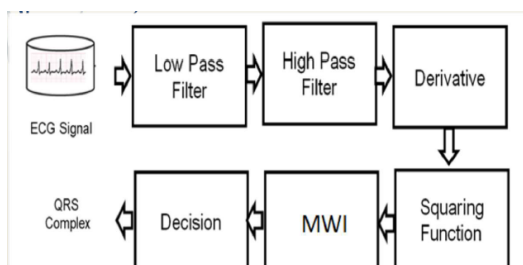 Low Pass
Filter
High Pass
Filter
Derivative
ECG Signal
QRS
Complex
Decision
MWI
Squaring
Function